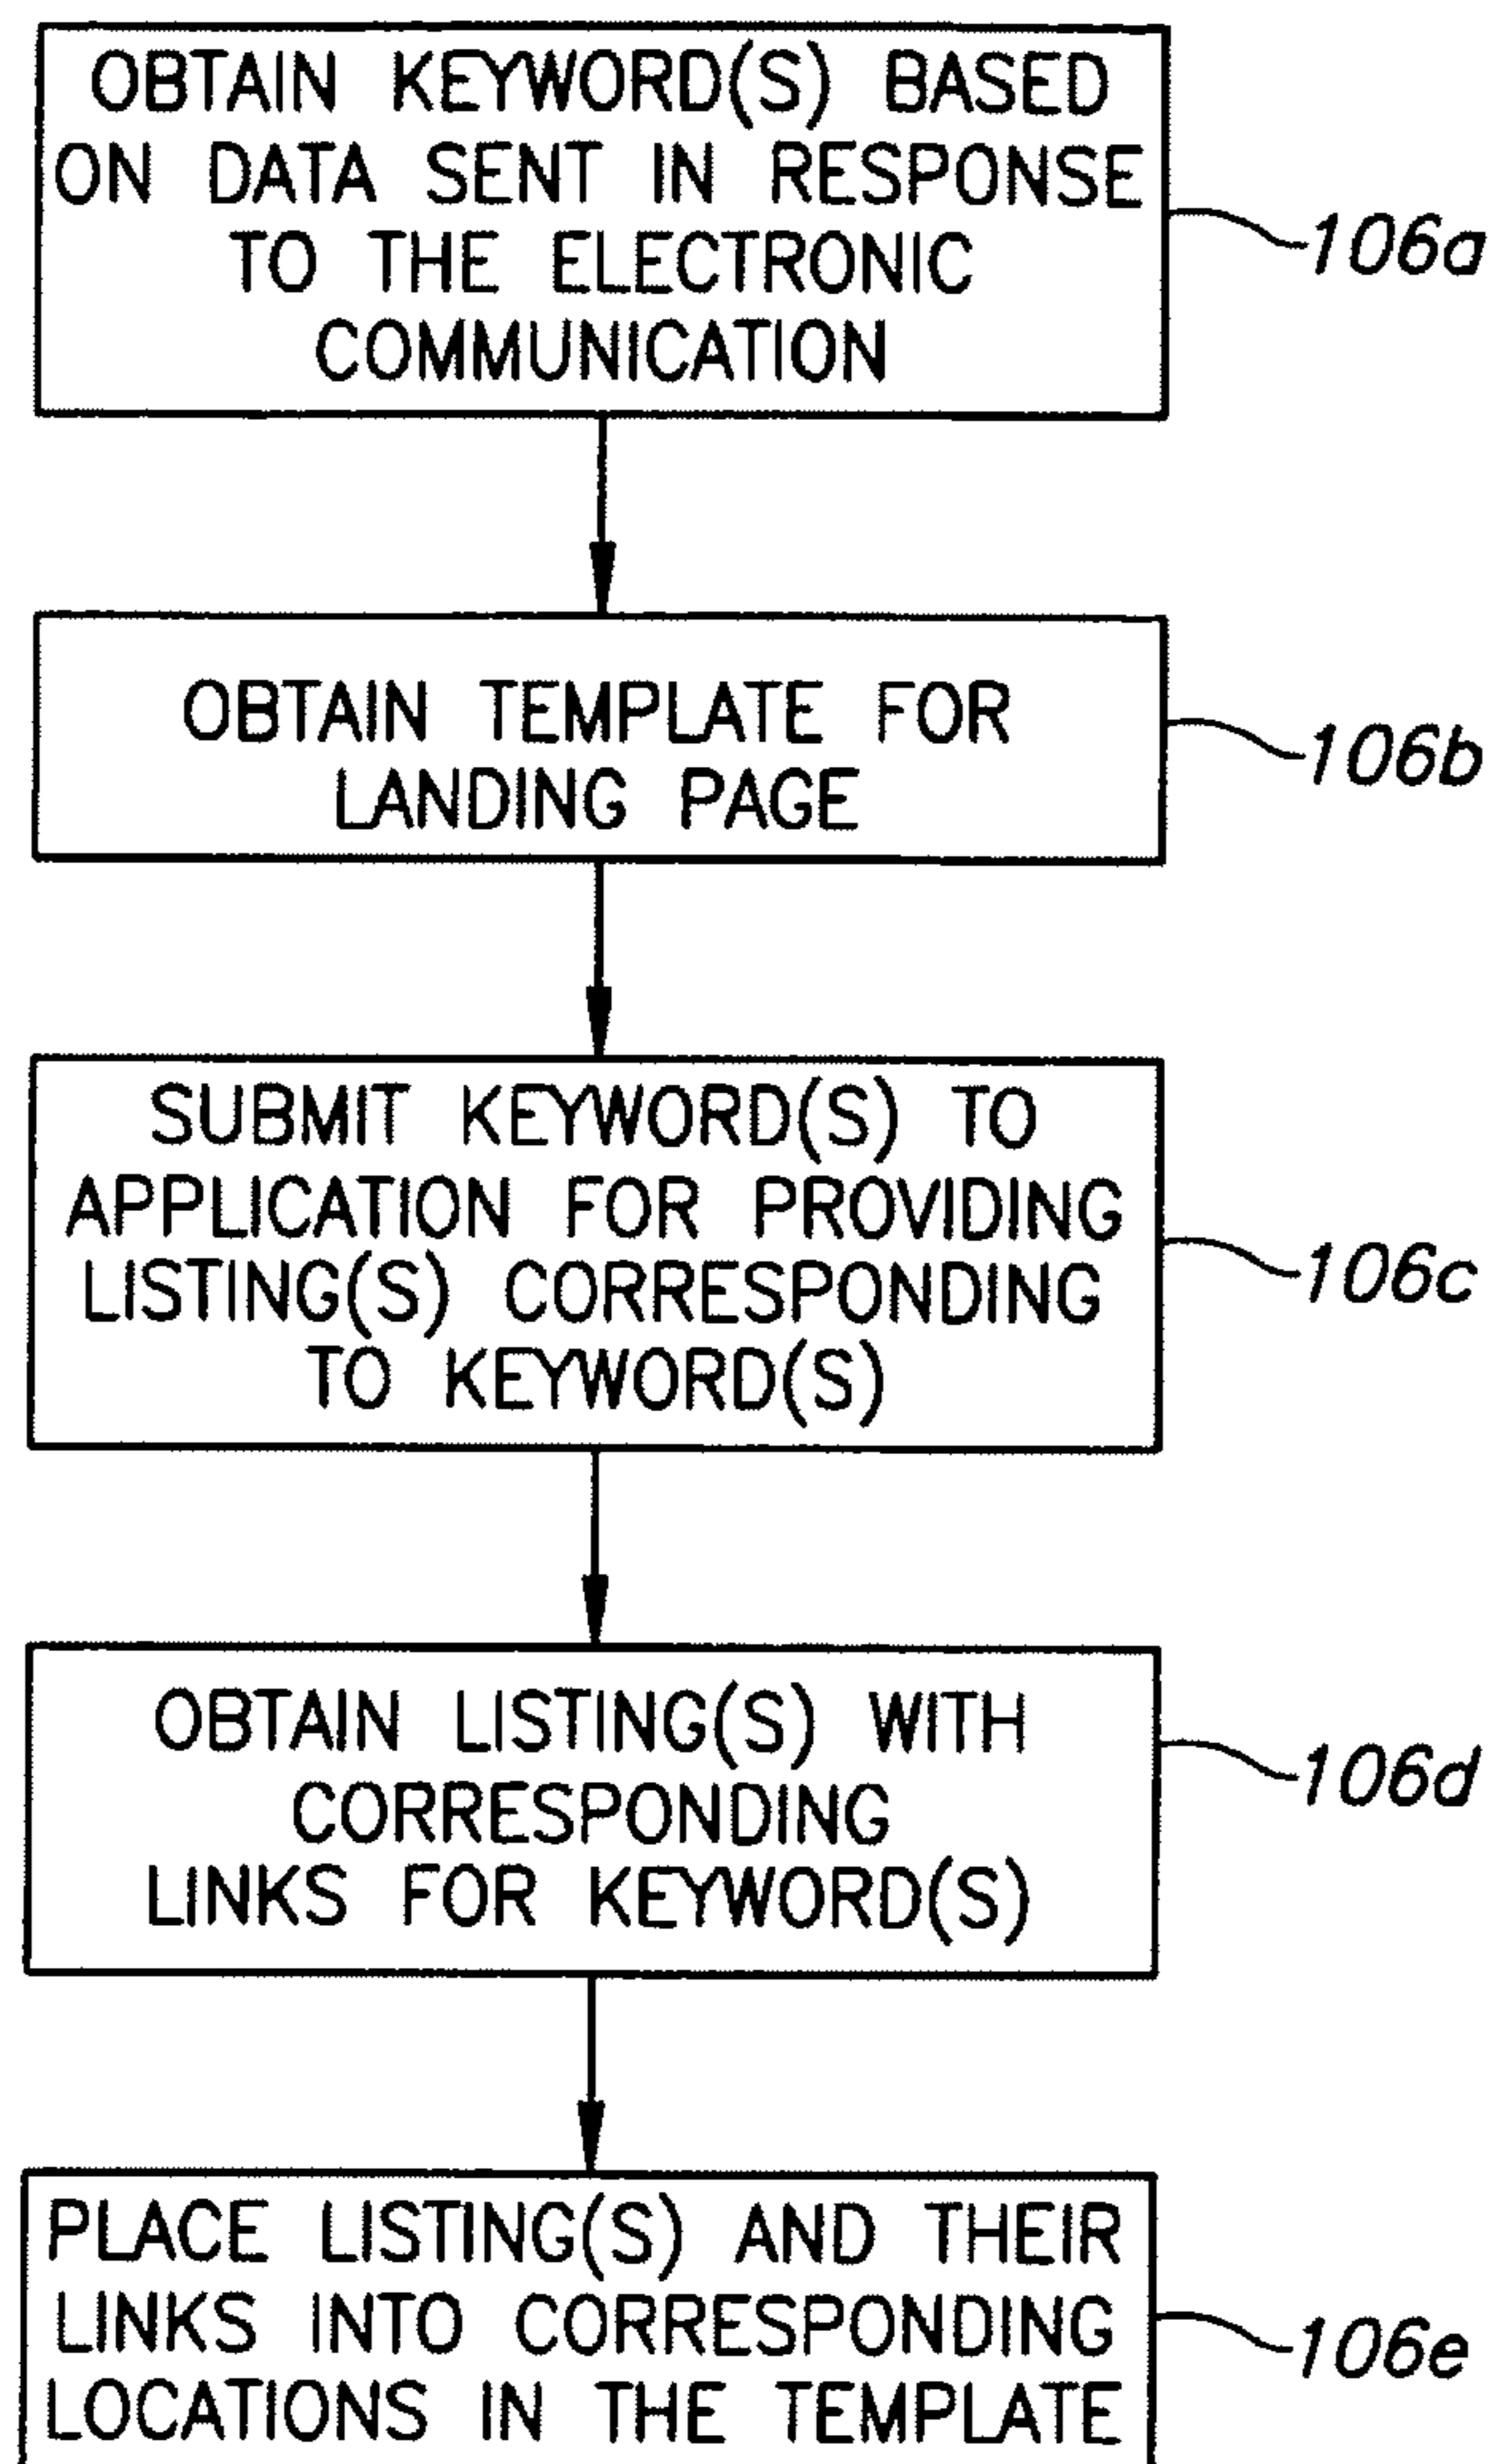 OBTAIN KEYWORD(S) BASED
ON DATA SENT IN RESPONSE
TO THE ELECTRONIC
COMMUNICATION
106a
OBTAIN TEMPLATE FOR
LANDING PAGE
106b
SUBMIT KEYWORD(S) TO
APPLICATION FOR PROVIDING
LISTING(S) CORRESPONDING
TO KEYWORD(S)
106c
OBTAIN LISTING(S) WITH
CORRESPONDING
LINKS FOR KEYWORD(S)
106d
PLACE LISTING(S) AND THEIR
LINKS INTO CORRESPONDING
LOCATIONS IN THE TEMPLATE
106e